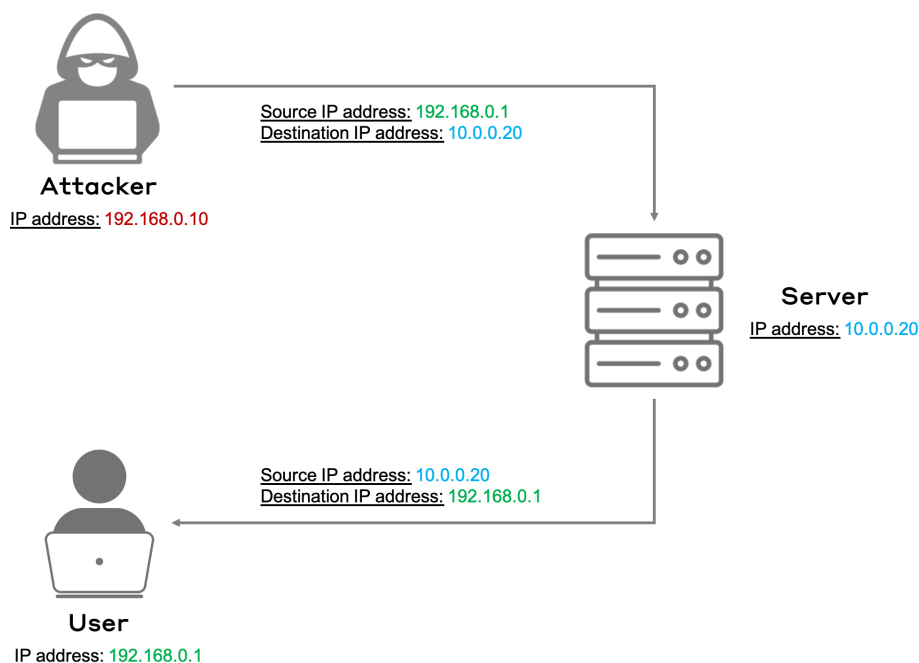 Source IP address: 192.168.0.1
Destination IP address: 10.0.0.20
Attacker
IP address: 192.168.0.10
Server
IP address: 10.0.0.20
Source IP address: 10.0.0.20
Destination IP address: 192.168.0.1
User
IP address: 192.168.0.1